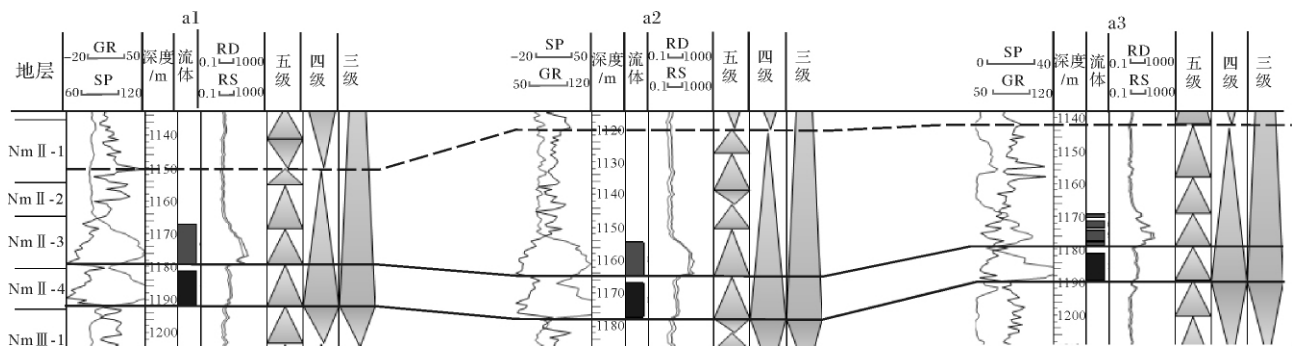 a1 a2 a3
地层
GR
-20 50
SP
60 120
深度
/m
流体
RD
0.1 1000
RS
0.1 1000
五级
四级
三级
SP
-20 120
GR
50 120
深度
/m
流体
RD
0.1 1000
RS
0.1 1000
五级
四级
三级
SP
0 40
GR
50 120
深度
/m
流体
RD
0.1 1000
RS
0.1 1000
五级
四级
三级
NmⅡ-1
NmⅡ-2
NmⅡ-3
NmⅡ-4
NmⅢ-1
1140
1150
1160
1170
1180
1190
1200
1120
1130
1140
1150
1160
1170
1180
1140
1150
1160
1170
1180
1190
1200